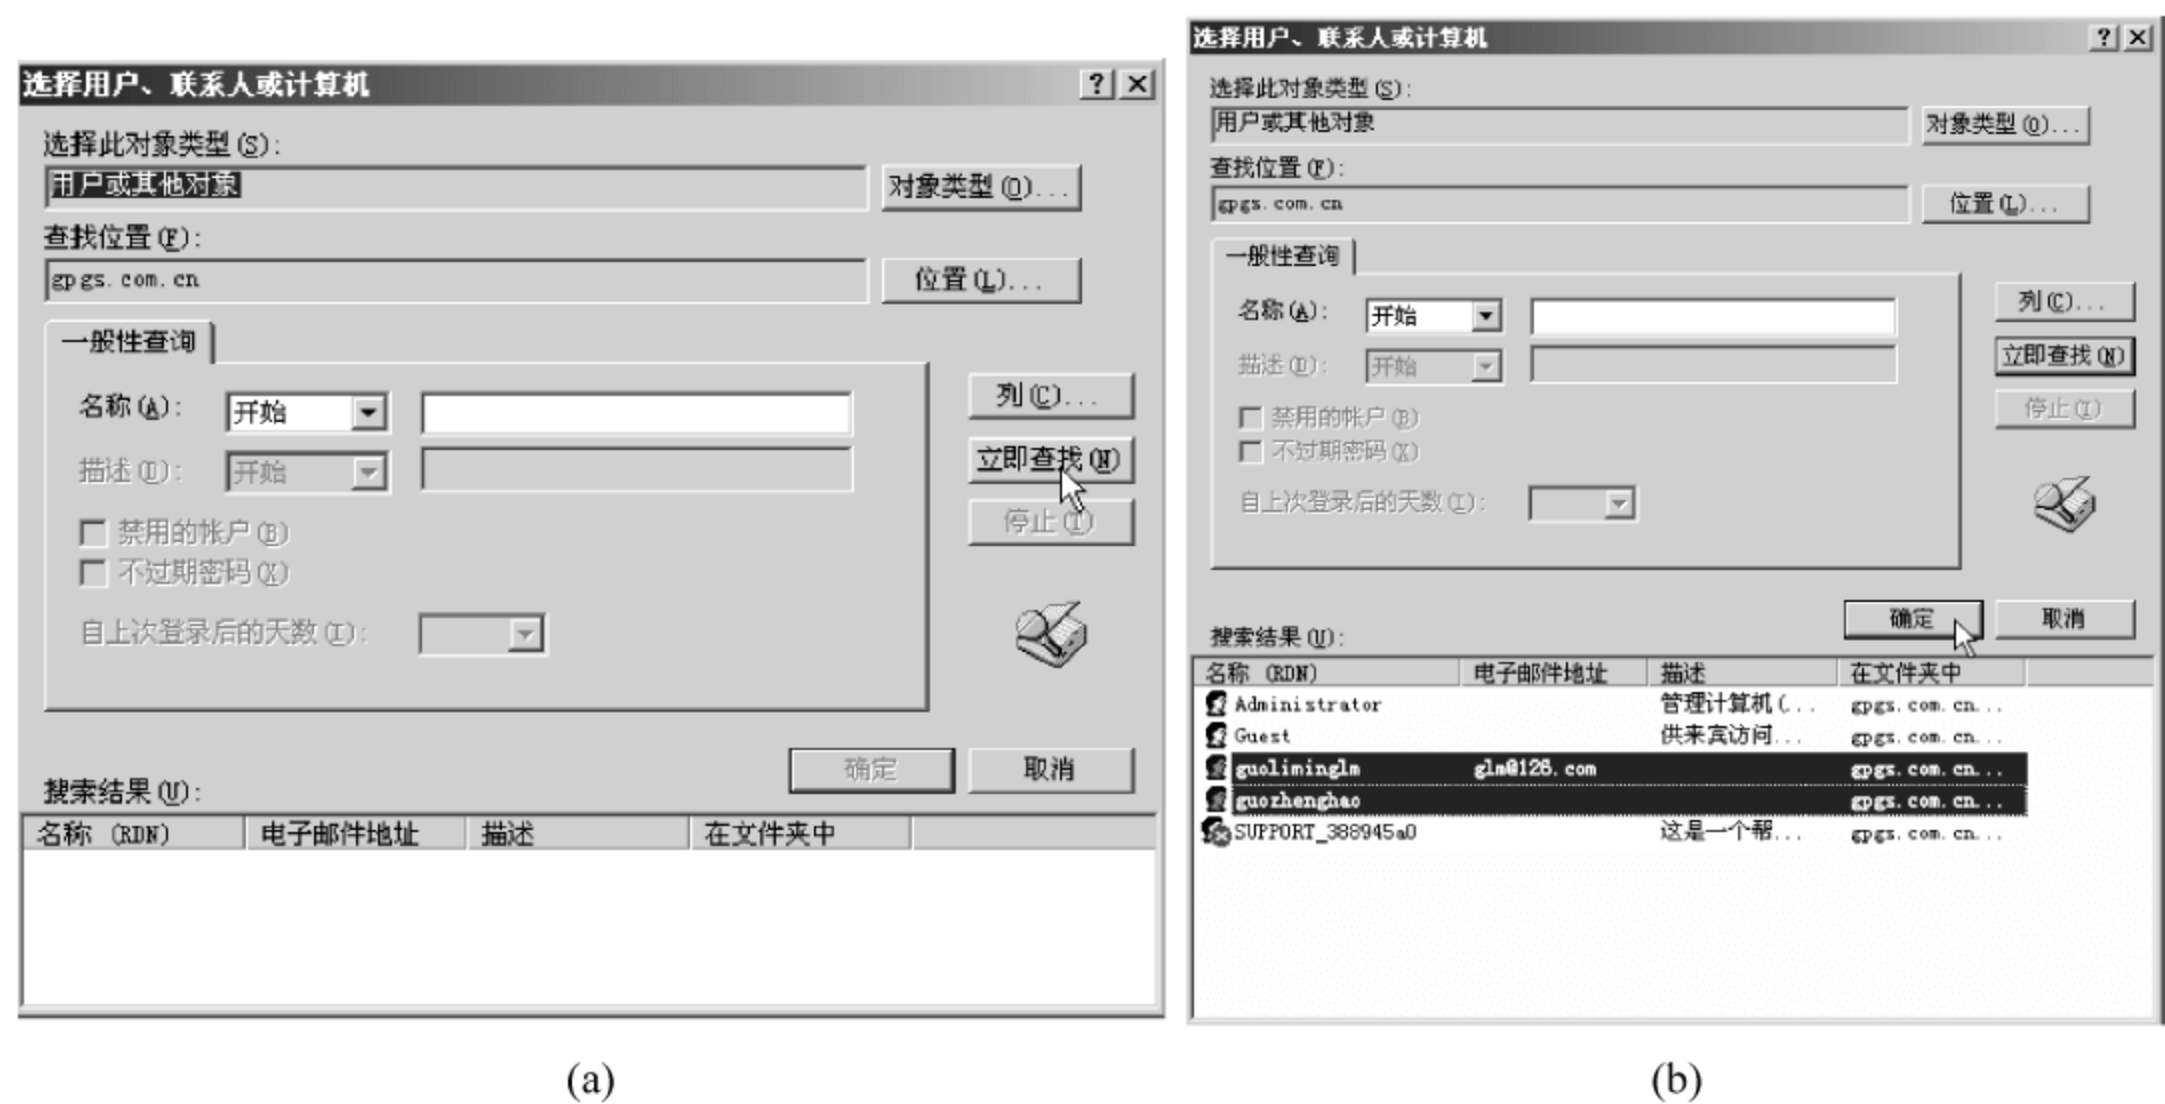 选择用户、联系人或计算机
选择此对象类型(S):
用户或其他对象
对象类型(O)...
查找位置(F):
gpgs.com.cn
位置(L)...
一般性查询
名称(A):
开始
列(C)...
描述(D):
开始
立即查找(N)
停止(T)
禁用的帐户(B)
不过期密码(X)
自上次登录后的天数(I):
确定
取消
搜索结果(U):
名称 (RDN) 电子邮件地址 描述 在文件夹中
(a)
选择用户、联系人或计算机
选择此对象类型(S):
用户或其他对象
对象类型(O)...
查找位置(F):
gpgs.com.cn
位置(L)...
一般性查询
名称(A):
开始
列(C)...
描述(D):
开始
立即查找(N)
停止(T)
禁用的帐户(B)
不过期密码(X)
自上次登录后的天数(I):
确定
取消
搜索结果(U):
名称 (RDN) 电子邮件地址 描述 在文件夹中
Administrator 管理计算机(... gpgs.com.cn...
Guest 供来宾访问... gpgs.com.cn...
guoliminglm glm@126.com gpgs.com.cn...
guozhenghao gpgs.com.cn...
SUPPORT_388945a0 这是一个帮... gpgs.com.cn...
(b)